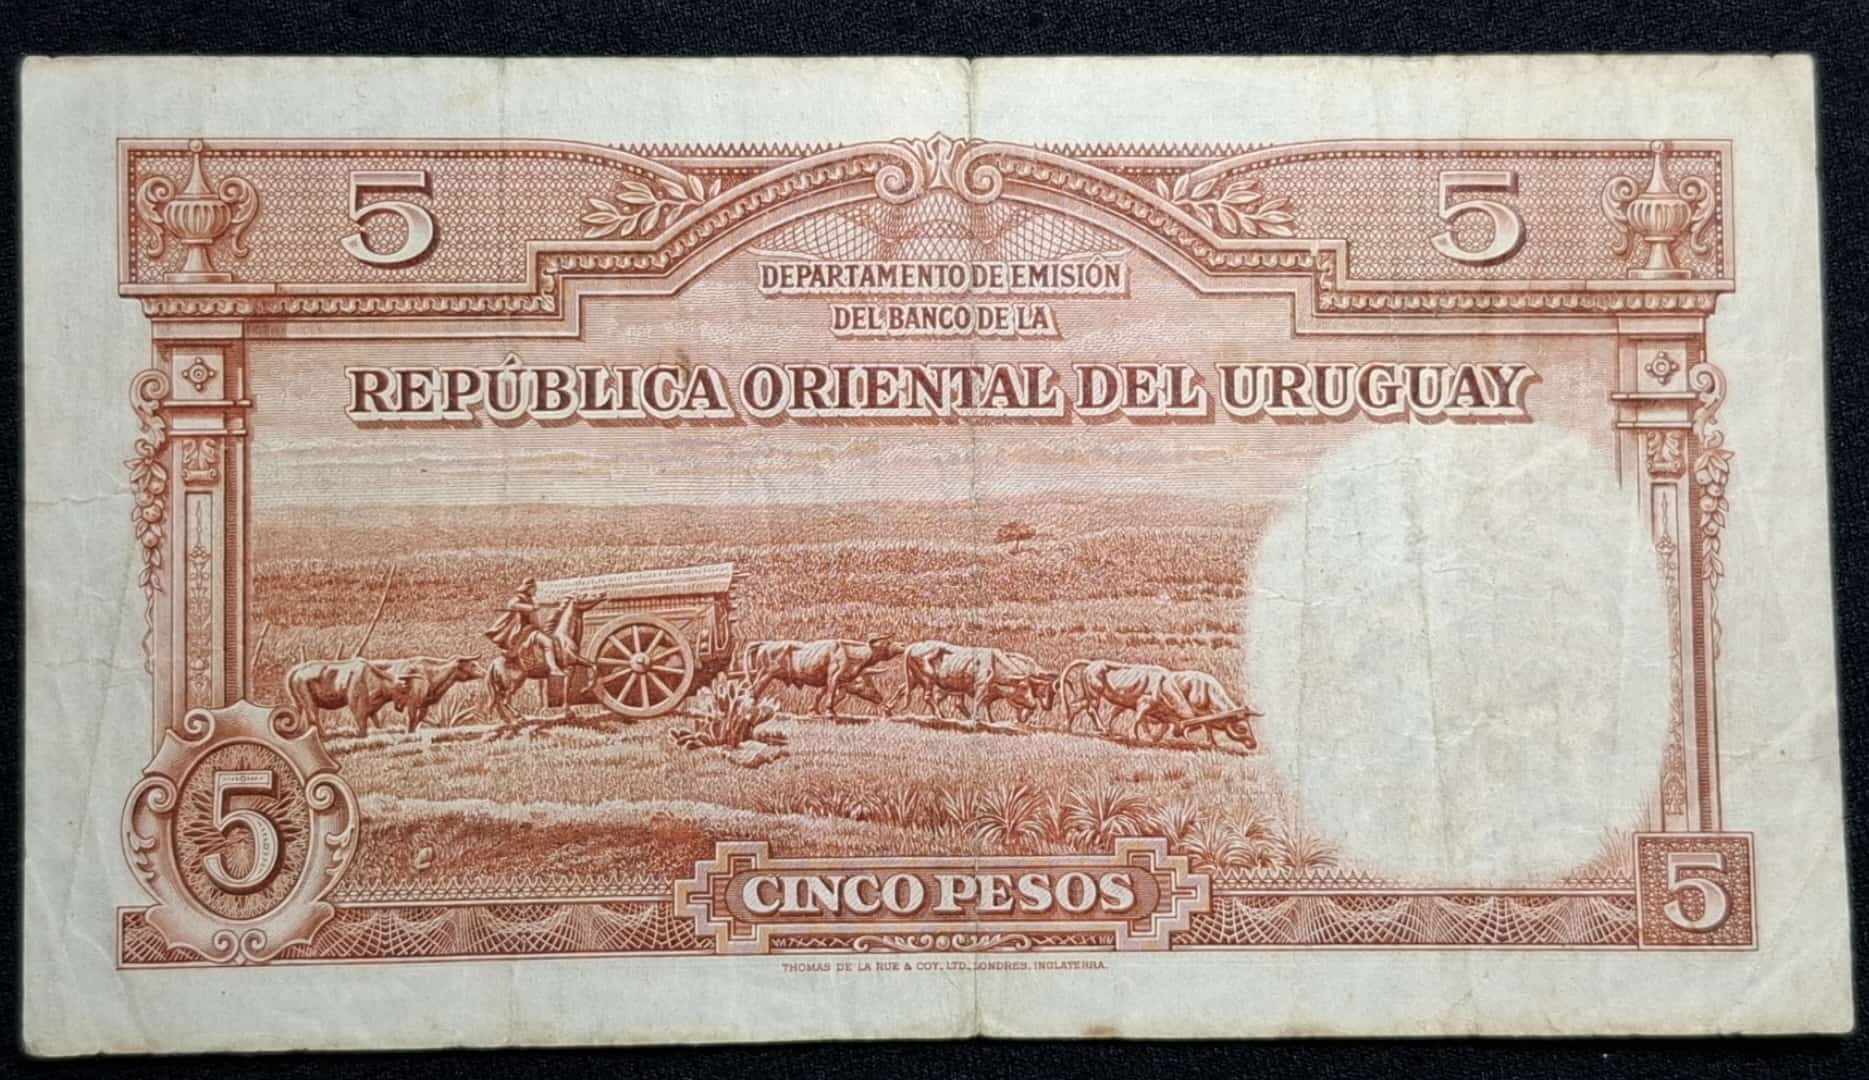 5 5
DEPARTAMENTO DE EMISIÓN
DEL BANCO DE LA
REPÚBLICA ORIENTAL DEL URUGUAY
5 CINCO PESOS 5
THOMAS DE LA RUE & COY. LTD., LONDRES, INGLATERRA.